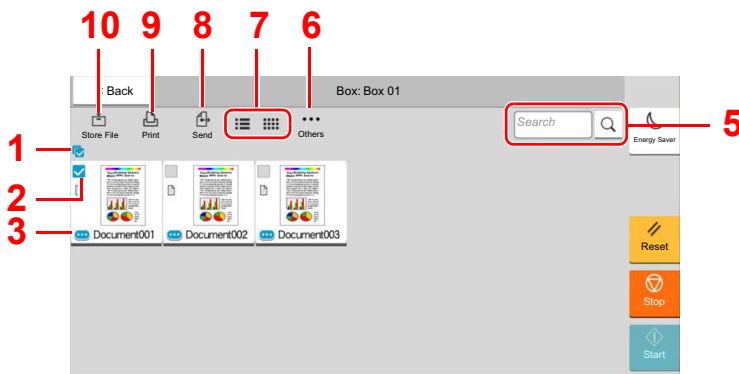 10 9 8 7 6
< Back
Box: Box 01
Store File
Print
Send
Others
Search
5
Energy Saver
1
2
3
Document001
Document002
Document003
Reset
Stop
Start